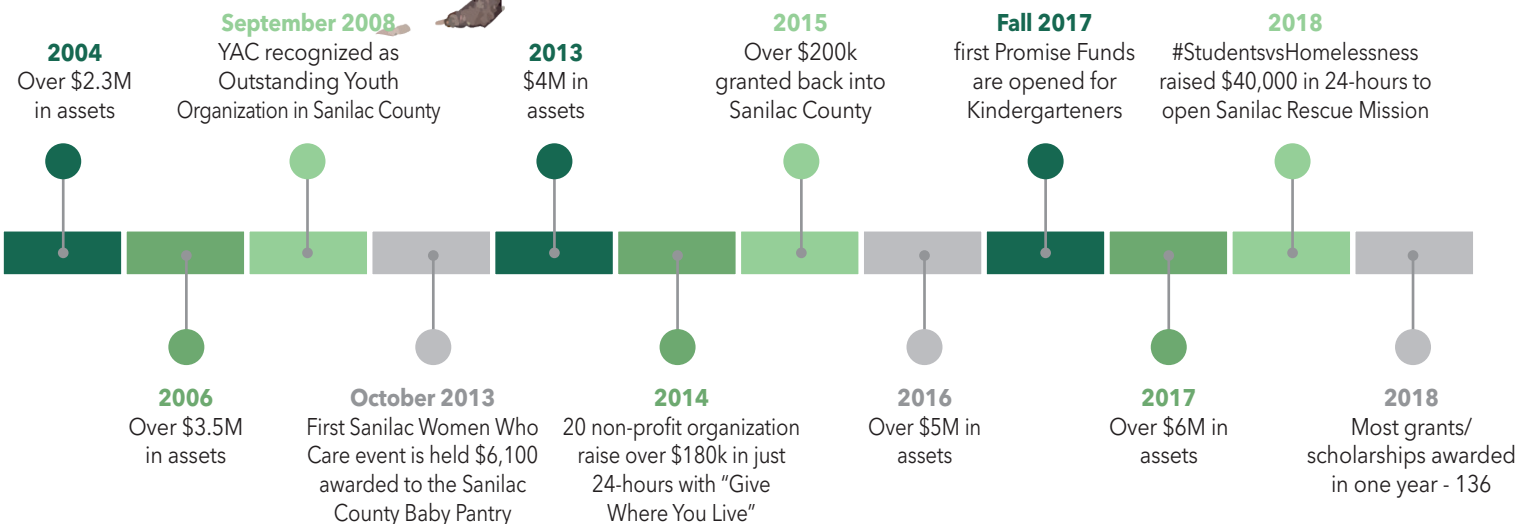 2004
Over $2.3M
in assets
September 2008
YAC recognized as
Outstanding Youth
Organization in Sanilac County
2013
$4M in
assets
2015
Over $200k
granted back into
Sanilac County
Fall 2017
first Promise Funds
are opened for
Kindergarteners
2018
#StudentsvsHomelessness
raised $40,000 in 24-hours to
open Sanilac Rescue Mission
2006
Over $3.5M
in assets
October 2013
First Sanilac Women Who
Care event is held $6,100
awarded to the Sanilac
County Baby Pantry
2014
20 non-profit organization
raise over $180k in just
24-hours with “Give
Where You Live”
2016
Over $5M in
assets
2017
Over $6M in
assets
2018
Most grants/
scholarships awarded
in one year - 136